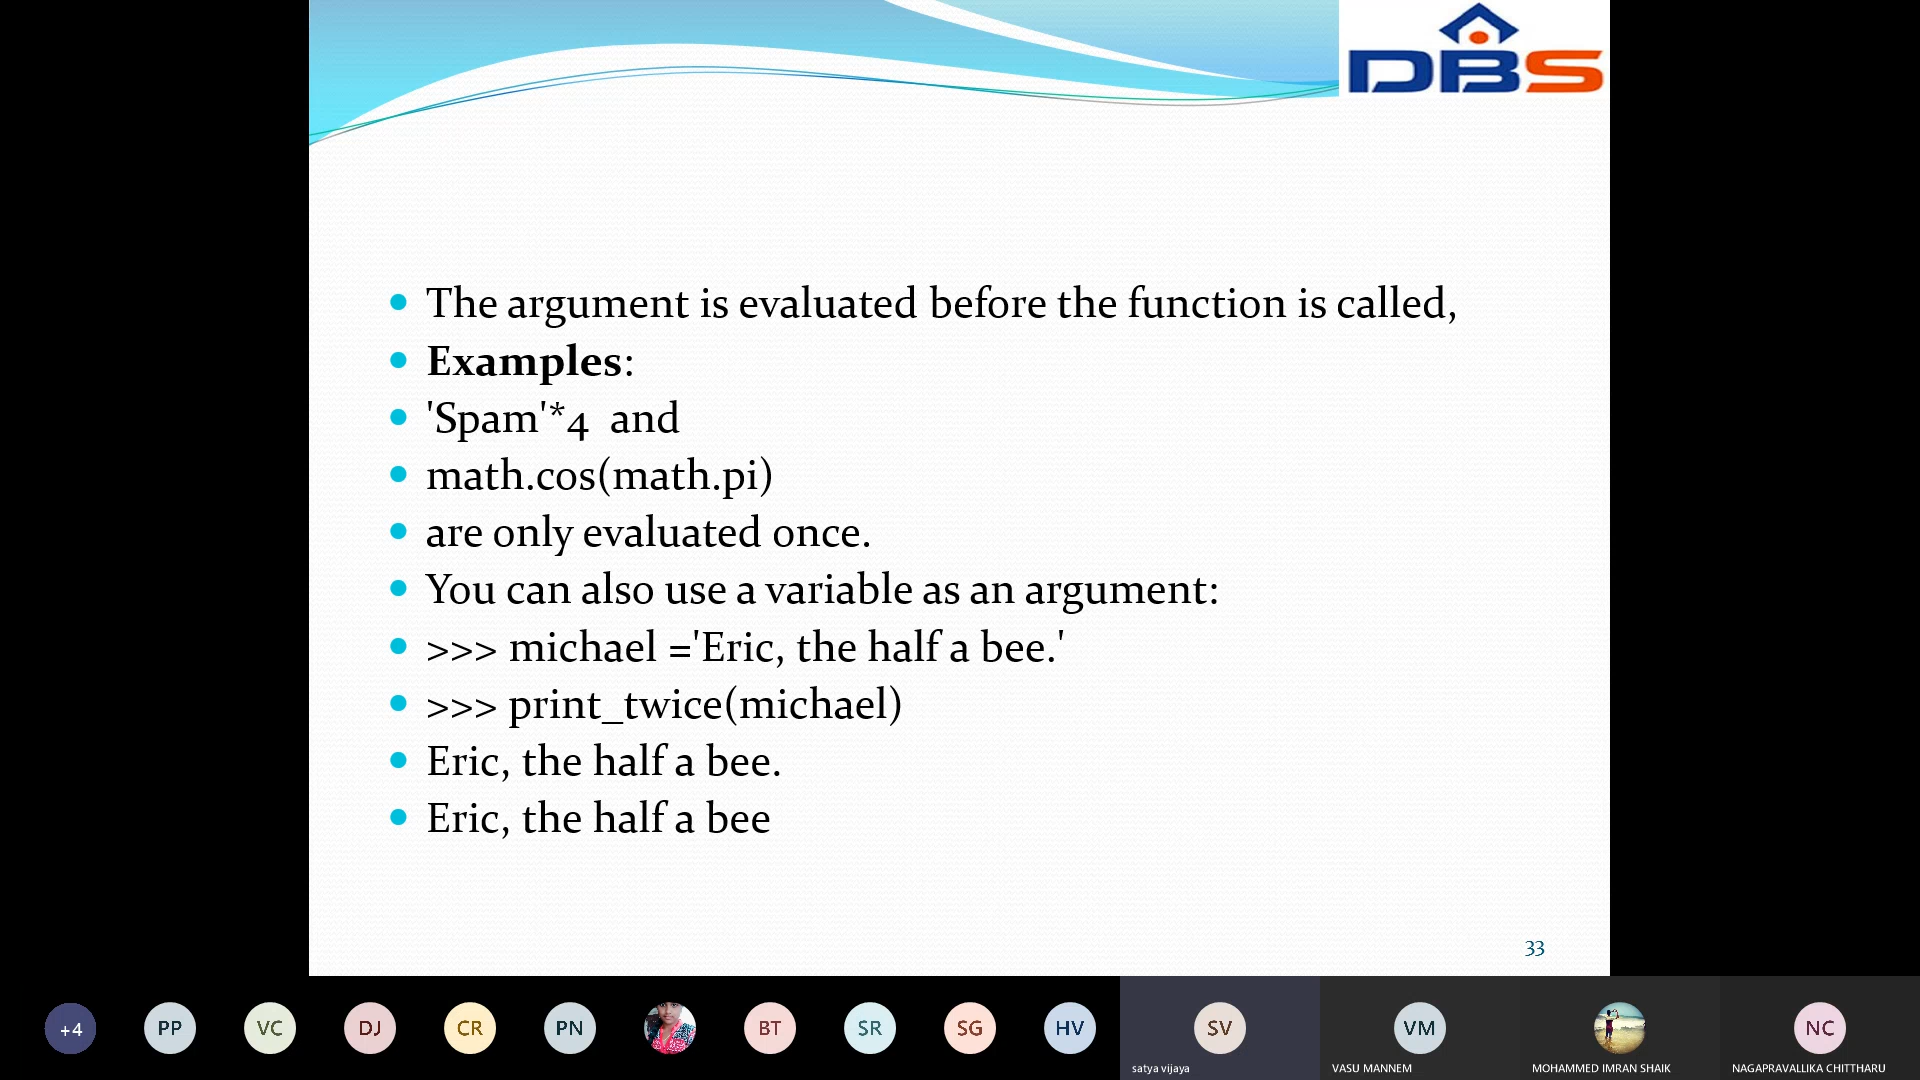 DBS
The argument is evaluated before the function is called,
Examples:
'Spam'*4 and
math.cos(math.pi)
are only evaluated once.
You can also use a variable as an argument:
>>> michael ='Eric, the half a bee.'
>>> print_twice(michael)
Eric, the half a bee.
Eric, the half a bee
33
+4
PP
VC
DJ
CR
PN
BT
SR
SG
HV
SV
VM
NC
satya vijaya
VASU MANNEM
MOHAMMED IMRAN SHAIK
NAGAPRAVALLIKA CHITTHARU